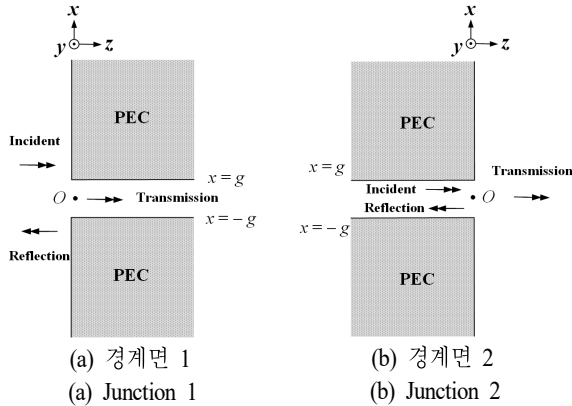 x
y z
PEC
Incident
x = g
O Transmission
x = – g
Reflection
PEC
(a) 경계면 1
(a) Junction 1
x
y z
PEC
x = g
Transmission
Incident
O
Reflection
x = – g
PEC
(b) 경계면 2
(b) Junction 2